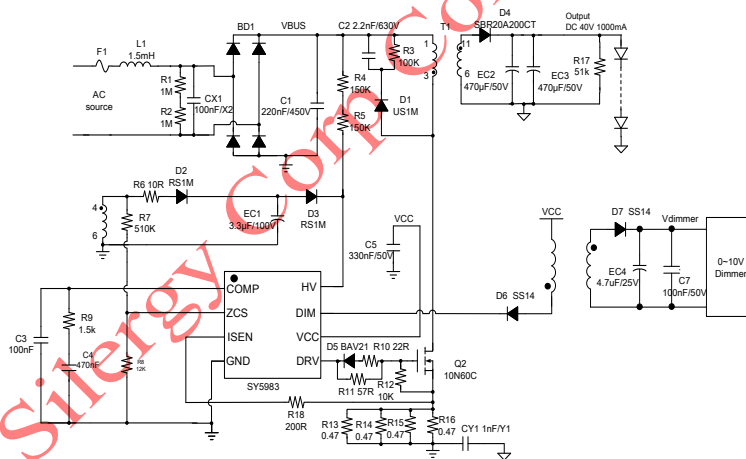 F1
L1
1.5mH
R1
1M
R2
1M
CX1
100nF/X2
AC
source
BD1
VBUS
C1
220nF/450V
C2 2.2nF/630V
R3
100K
R4
150K
R5
150K
D1
US1M
T1
1
3
11
6
D4
SBR20A200CT
EC2
470µF/50V
EC3
470µF/50V
Output
DC 40V 1000mA
R17
51k
D2
RS1M
R6 10R
R7
510K
4
6
EC1
3.3µF/100V
D3
RS1M
VCC
C5
330nF/50V
VCC
D6 SS14
D7 SS14
Vdimmer
EC4
4.7uF/25V
C7
100nF/50V
0~10V
Dimmer
COMP
ZCS
ISEN
GND
HV
DIM
VCC
DRV
SY5983
C3
100nF
R9
1.5k
C4
470nF
R8
12K
D5 BAV21
R10 22R
R11 57R
R12
10K
Q2
10N60C
R18
200R
R13
0.47
R14
0.47
R15
0.47
R16
0.47
CY1 1nF/Y1
Silergy Corp Co